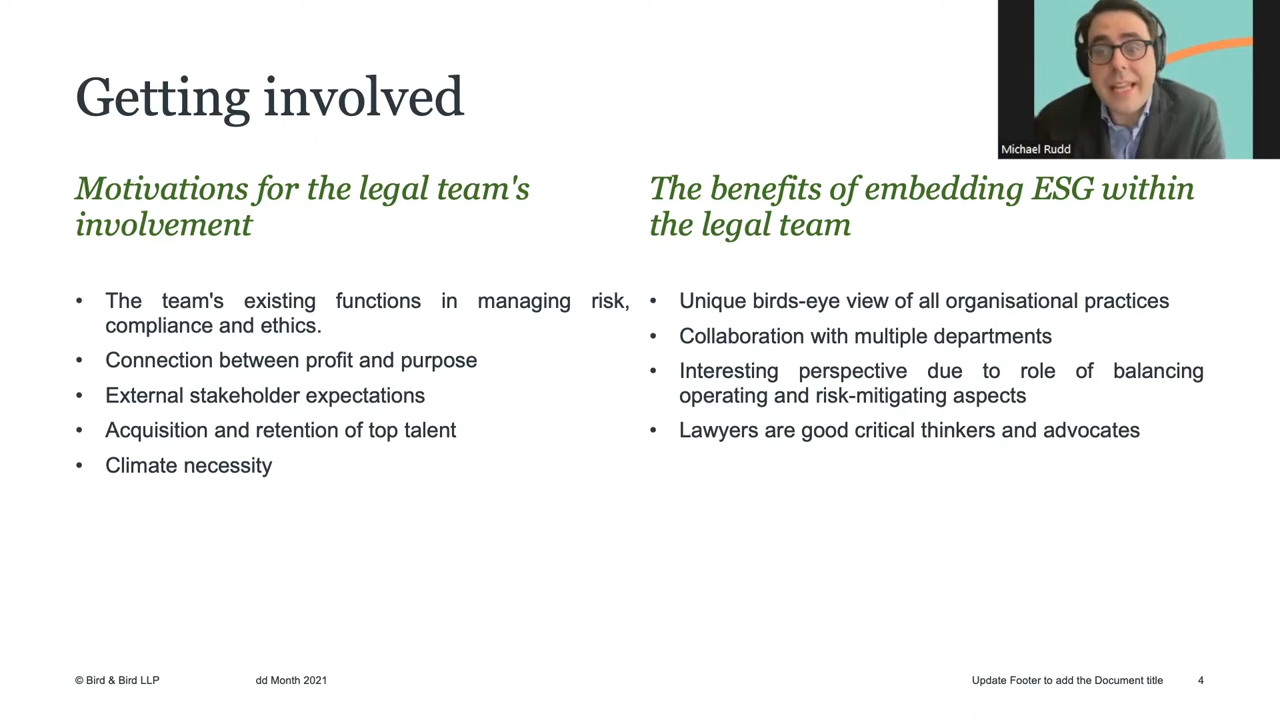 Getting involved
Michael Rudd
Motivations for the legal team's
involvement
• The team's existing functions in managing risk,
compliance and ethics.
• Connection between profit and purpose
• External stakeholder expectations
• Acquisition and retention of top talent
• Climate necessity
The benefits of embedding ESG within
the legal team
• Unique birds-eye view of all organisational practices
• Collaboration with multiple departments
• Interesting perspective due to role of balancing
operating and risk-mitigating aspects
• Lawyers are good critical thinkers and advocates
© Bird & Bird LLP
dd Month 2021
Update Footer to add the Document title
4